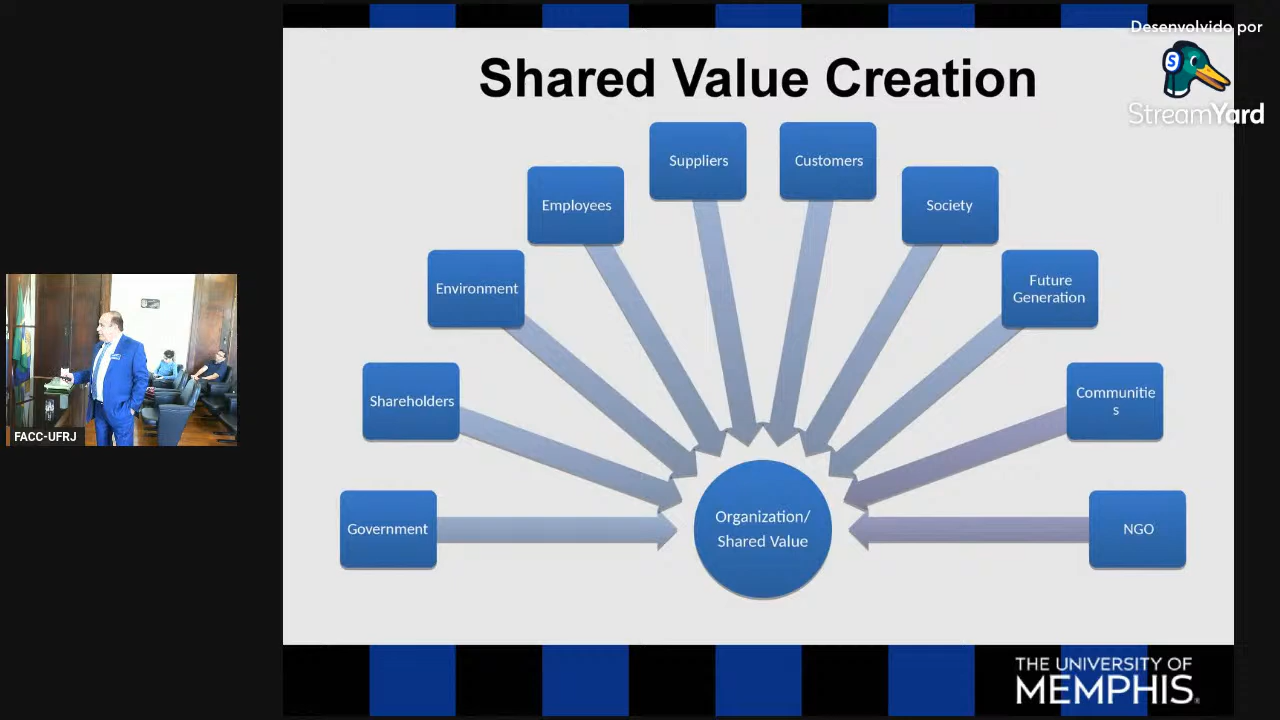 Desenvolvido por
StreamYard
Shared Value Creation
Suppliers
Customers
Employees
Society
Environment
Future
Generation
Shareholders
Communitie
s
Government
Organization/
Shared Value
NGO
FACC-UFRJ
THE UNIVERSITY OF
MEMPHIS